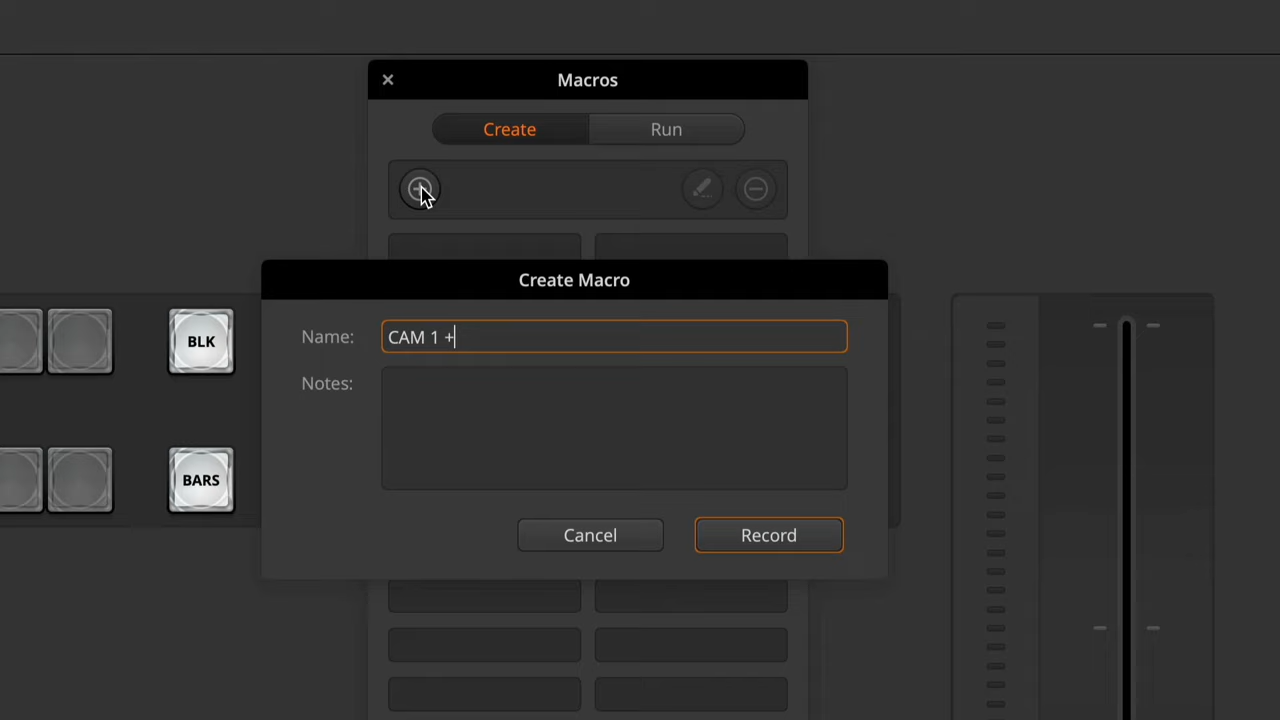 Macros
Create
Run
Create Macro
Name: CAM 1 +
Notes:
BLK
BARS
Cancel
Record